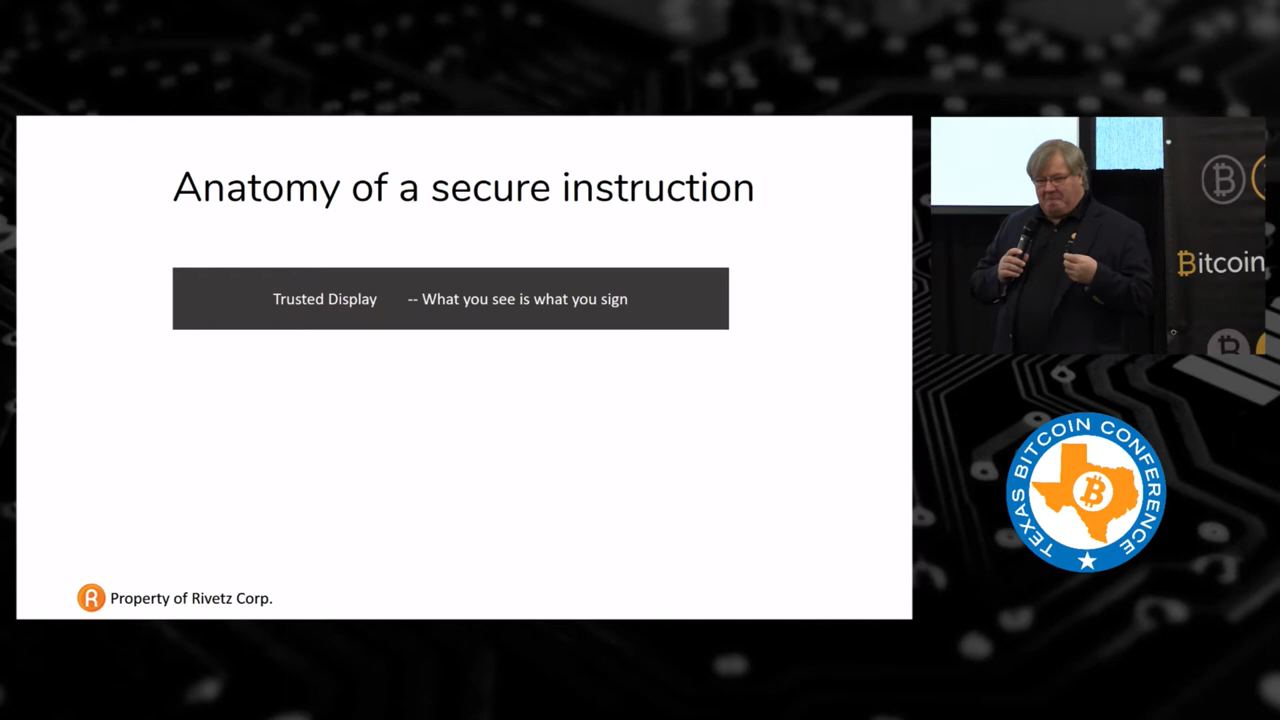 Anatomy of a secure instruction
Trusted Display -- What you see is what you sign
Property of Rivetz Corp.
Bitcoin
TEXAS BITCOIN CONFERENCE